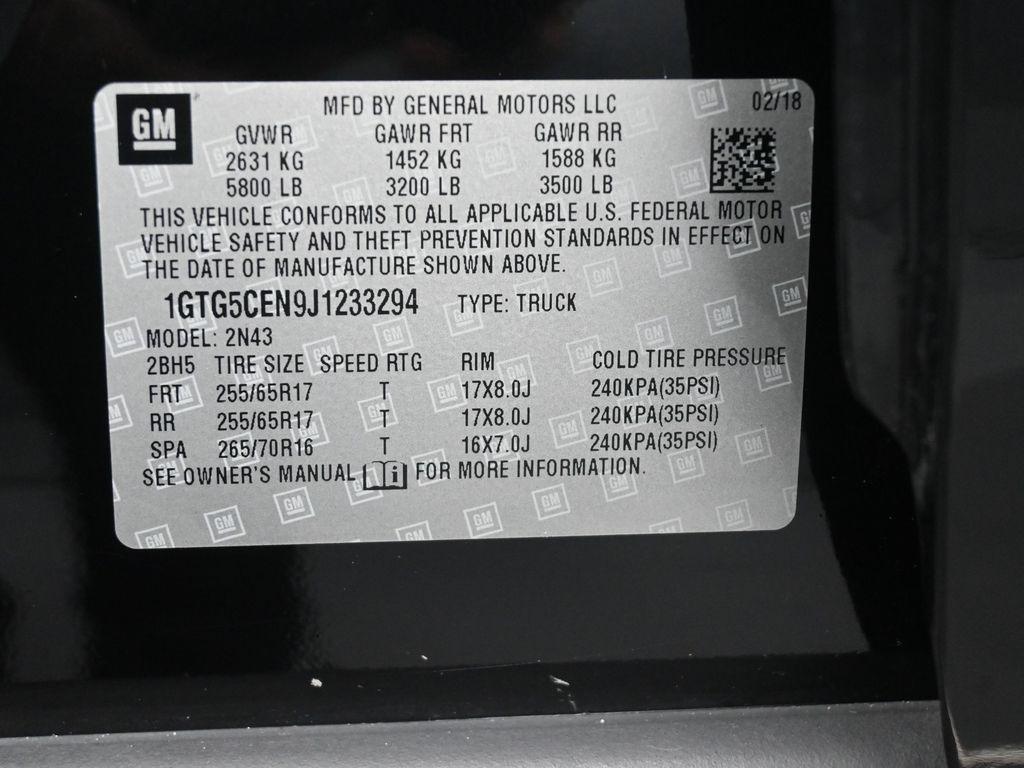 GM
MFD BY GENERAL MOTORS LLC 02/18
GVWR GAWR FRT GAWR RR
2631 KG 1452 KG 1588 KG
5800 LB 3200 LB 3500 LB
THIS VEHICLE CONFORMS TO ALL APPLICABLE U.S. FEDERAL MOTOR
VEHICLE SAFETY AND THEFT PREVENTION STANDARDS IN EFFECT ON
THE DATE OF MANUFACTURE SHOWN ABOVE.
1GTG5CEN9J1233294 TYPE: TRUCK
MODEL: 2N43
2BH5 TIRE SIZE SPEED RTG RIM COLD TIRE PRESSURE
FRT 255/65R17 T 17X8.0J 240KPA(35PSI)
RR 255/65R17 T 17X8.0J 240KPA(35PSI)
SPA 265/70R16 T 16X7.0J 240KPA(35PSI)
SEE OWNER'S MANUAL i FOR MORE INFORMATION.